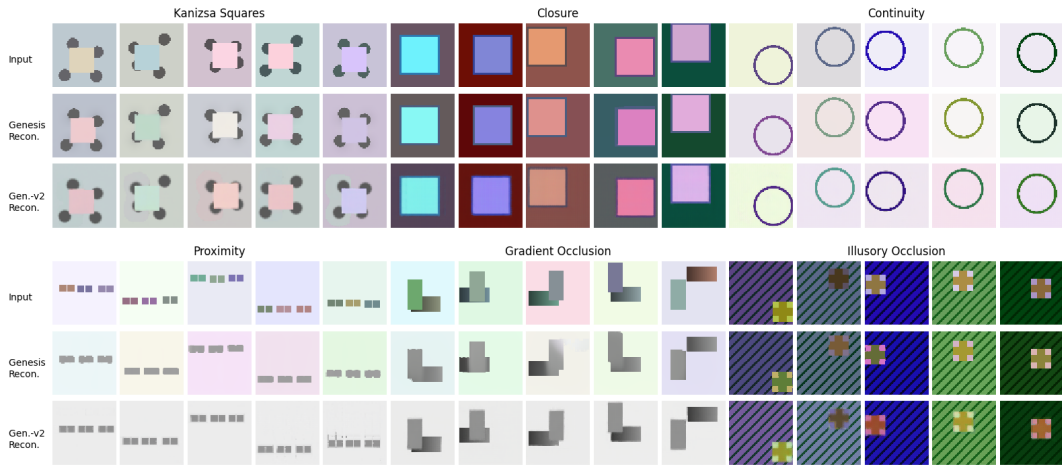 Kanizsa Squares Closure Continuity
Input
Genesis
Recon.
Gen.-v2
Recon.
Proximity Gradient Occlusion Illusory Occlusion
Input
Genesis
Recon.
Gen.-v2
Recon.